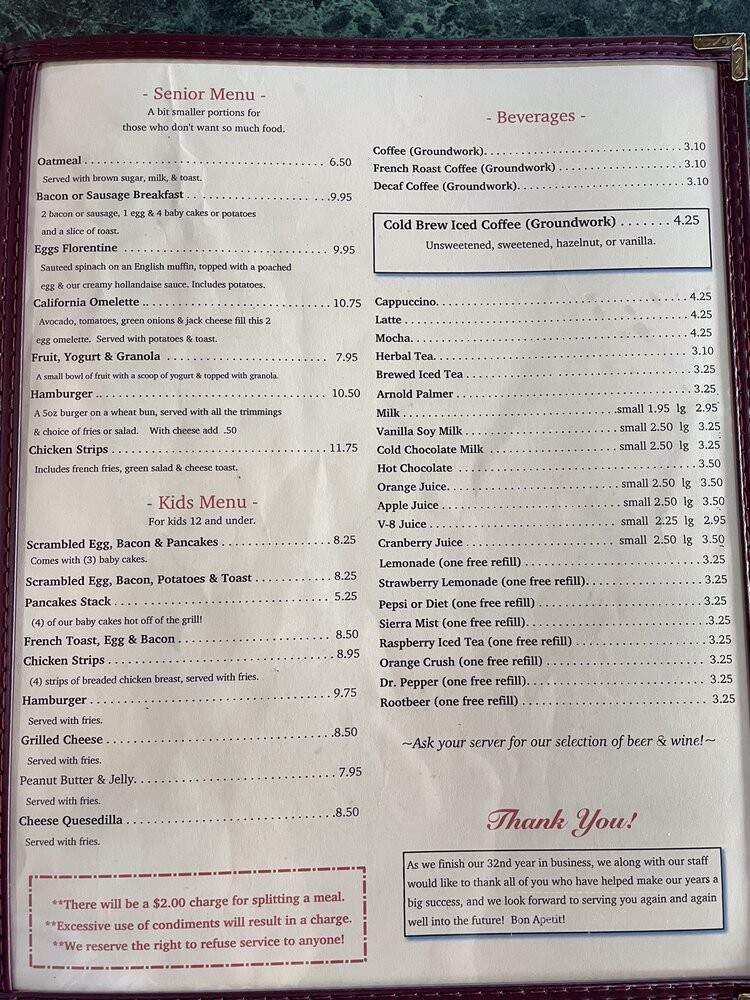 - Senior Menu -
A bit smaller portions for
those who don't want so much food.
Oatmeal . . . . . . . . . . . . . . . . . . . . . . . . . . . . . . . . . . 6.50
Served with brown sugar, milk, & toast.
Bacon or Sausage Breakfast . . . . . . . . . . . . . . . . . . . .9.95
2 bacon or sausage, 1 egg & 4 baby cakes or potatoes
and a slice of toast.
Eggs Florentine . . . . . . . . . . . . . . . . . . . . . . . . . . . . 9.95
Sauteed spinach on an English muffin, topped with a poached
egg & our creamy hollandaise sauce. Includes potatoes.
California Omelette .. . . . . . . . . . . . . . . . . . . . . . . . . 10.75
Avocado, tomatoes, green onions & jack cheese fill this 2
egg omelette. Served with potatoes & toast.
Fruit, Yogurt & Granola . . . . . . . . . . . . . . . . . . . . . . 7.95
A small bowl of fruit with a scoop of yogurt & topped with granola.
Hamburger .. . . . . . . . . . . . . . . . . . . . . . . . . . . . . . . 10.50
A 5oz burger on a wheat bun, served with all the trimmings
& choice of fries or salad. With cheese add .50
Chicken Strips . . . . . . . . . . . . . . . . . . . . . . . . . . . . . . 11.75
Includes french fries, green salad & cheese toast.
- Kids Menu -
For kids 12 and under.
Scrambled Egg, Bacon & Pancakes . . . . . . . . . . . . . . . 8.25
Comes with (3) baby cakes.
Scrambled Egg, Bacon, Potatoes & Toast . . . . . . . . . . . 8.25
Pancakes Stack . . . . . . . . . . . . . . . . . . . . . . . . . . . . . . 5.25
(4) of our baby cakes hot off of the grill!
French Toast, Egg & Bacon . . . . . . . . . . . . . . . . . . . . . 8.50
Chicken Strips . . . . . . . . . . . . . . . . . . . . . . . . . . . . . . . 8.95
(4) strips of breaded chicken breast, served with fries.
Hamburger . . . . . . . . . . . . . . . . . . . . . . . . . . . . . . . . . 9.75
Served with fries.
Grilled Cheese . . . . . . . . . . . . . . . . . . . . . . . . . . . . . . .8.50
Served with fries.
Peanut Butter & Jelly. . . . . . . . . . . . . . . . . . . . . . . . . . . 7.95
Served with fries.
Cheese Quesedilla . . . . . . . . . . . . . . . . . . . . . . . . . . . .8.50
Served with fries.
**There will be a $2.00 charge for splitting a meal.
**Excessive use of condiments will result in a charge.
**We reserve the right to refuse service to anyone!
- Beverages -
Coffee (Groundwork). . . . . . . . . . . . . . . . . . . . . . . . . . . . . 3.10
French Roast Coffee (Groundwork) . . . . . . . . . . . . . . . . . . 3.10
Decaf Coffee (Groundwork). . . . . . . . . . . . . . . . . . . . . . . . 3.10
Cold Brew Iced Coffee (Groundwork) . . . . . . . 4.25
Unsweetened, sweetened, hazelnut, or vanilla.
Cappuccino. . . . . . . . . . . . . . . . . . . . . . . . . . . . . . . . . . . . 4.25
Latte . . . . . . . . . . . . . . . . . . . . . . . . . . . . . . . . . . . . . . . . . 4.25
Mocha. . . . . . . . . . . . . . . . . . . . . . . . . . . . . . . . . . . . . . . . 4.25
Herbal Tea. . . . . . . . . . . . . . . . . . . . . . . . . . . . . . . . . . . . . 3.10
Brewed Iced Tea . . . . . . . . . . . . . . . . . . . . . . . . . . . . . . . . 3.25
Arnold Palmer . . . . . . . . . . . . . . . . . . . . . . . . . . . . . . . . . . 3.25
Milk . . . . . . . . . . . . . . . . . . . . . . . . . . . . . .small 1.95 lg 2.95
Vanilla Soy Milk . . . . . . . . . . . . . . . . . . . . . small 2.50 lg 3.25
Cold Chocolate Milk . . . . . . . . . . . . . . . . . . small 2.50 lg 3.25
Hot Chocolate . . . . . . . . . . . . . . . . . . . . . . . . . . . . . . . . . .3.50
Orange Juice. . . . . . . . . . . . . . . . . . . . . . . . small 2.50 lg 3.50
Apple Juice . . . . . . . . . . . . . . . . . . . . . . . . . small 2.50 lg 3.50
V-8 Juice . . . . . . . . . . . . . . . . . . . . . . . . . . . small 2.25 lg 2.95
Cranberry Juice . . . . . . . . . . . . . . . . . . . . . small 2.50 lg 3.50
Lemonade (one free refill) . . . . . . . . . . . . . . . . . . . . . . . . 3.25
Strawberry Lemonade (one free refill). . . . . . . . . . . . . . . . 3.25
Pepsi or Diet (one free refill) . . . . . . . . . . . . . . . . . . . . . . . 3.25
Sierra Mist (one free refill). . . . . . . . . . . . . . . . . . . . . . . . . .3.25
Raspberry Iced Tea (one free refill) . . . . . . . . . . . . . . . . . . 3.25
Orange Crush (one free refill) . . . . . . . . . . . . . . . . . . . . . . . 3.25
Dr. Pepper (one free refill). . . . . . . . . . . . . . . . . . . . . . . . . . 3.25
Rootbeer (one free refill) . . . . . . . . . . . . . . . . . . . . . . . . . . . 3.25
~Ask your server for our selection of beer & wine!~
Thank You!
As we finish our 32nd year in business, we along with our staff
would like to thank all of you who have helped make our years a
big success, and we look forward to serving you again and again
well into the future! Bon Apetit!